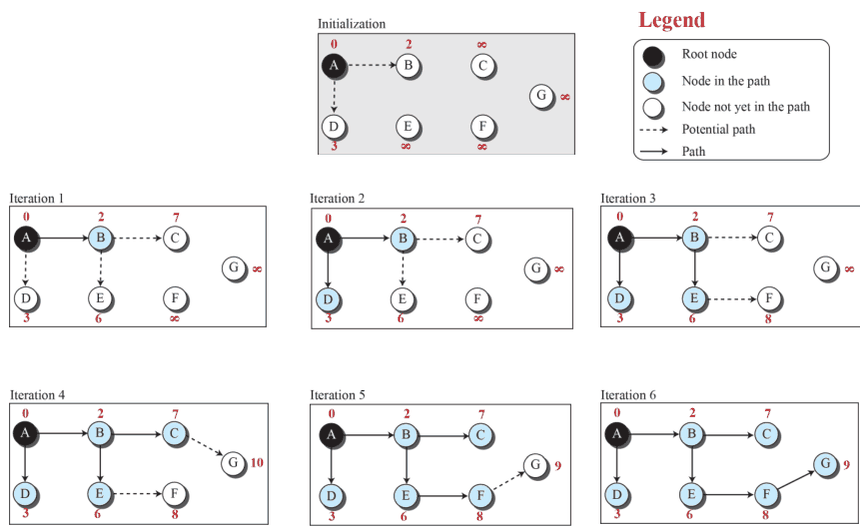 Initialization
Legend
0 2 ∞
A B C
G ∞
D E F
3 ∞ ∞
Root node
Node in the path
Node not yet in the path
Potential path
Path
Iteration 1
0 2 7
A B C
G ∞
D E F
3 6 ∞
Iteration 2
0 2 7
A B C
G ∞
D E F
3 6 ∞
Iteration 3
0 2 7
A B C
G ∞
D E F
3 6 8
Iteration 4
0 2 7
A B C
G 10
D E F
3 6 8
Iteration 5
0 2 7
A B C
G 9
D E F
3 6 8
Iteration 6
0 2 7
A B C
G 9
D E F
3 6 8